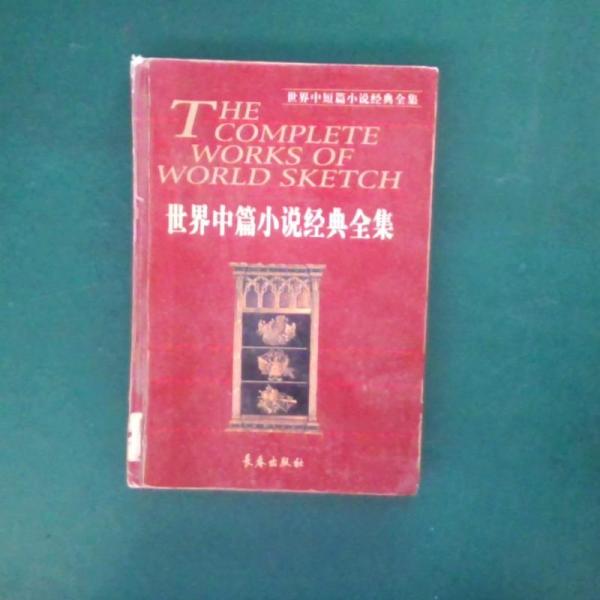 世界中短篇小说经典全集
THE
COMPLETE
WORKS OF
WORLD SKETCH
世界中篇小说经典全集
长春出版社